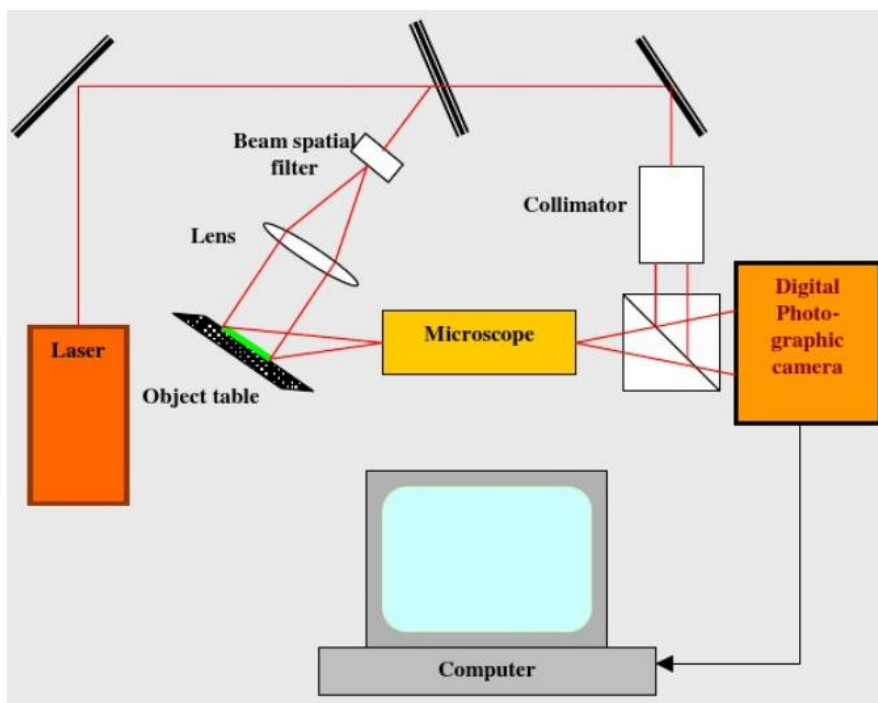 Beam spatial
filter
Collimator
Lens
Digital
Photo-
graphic
camera
Microscope
Laser
Object table
Computer